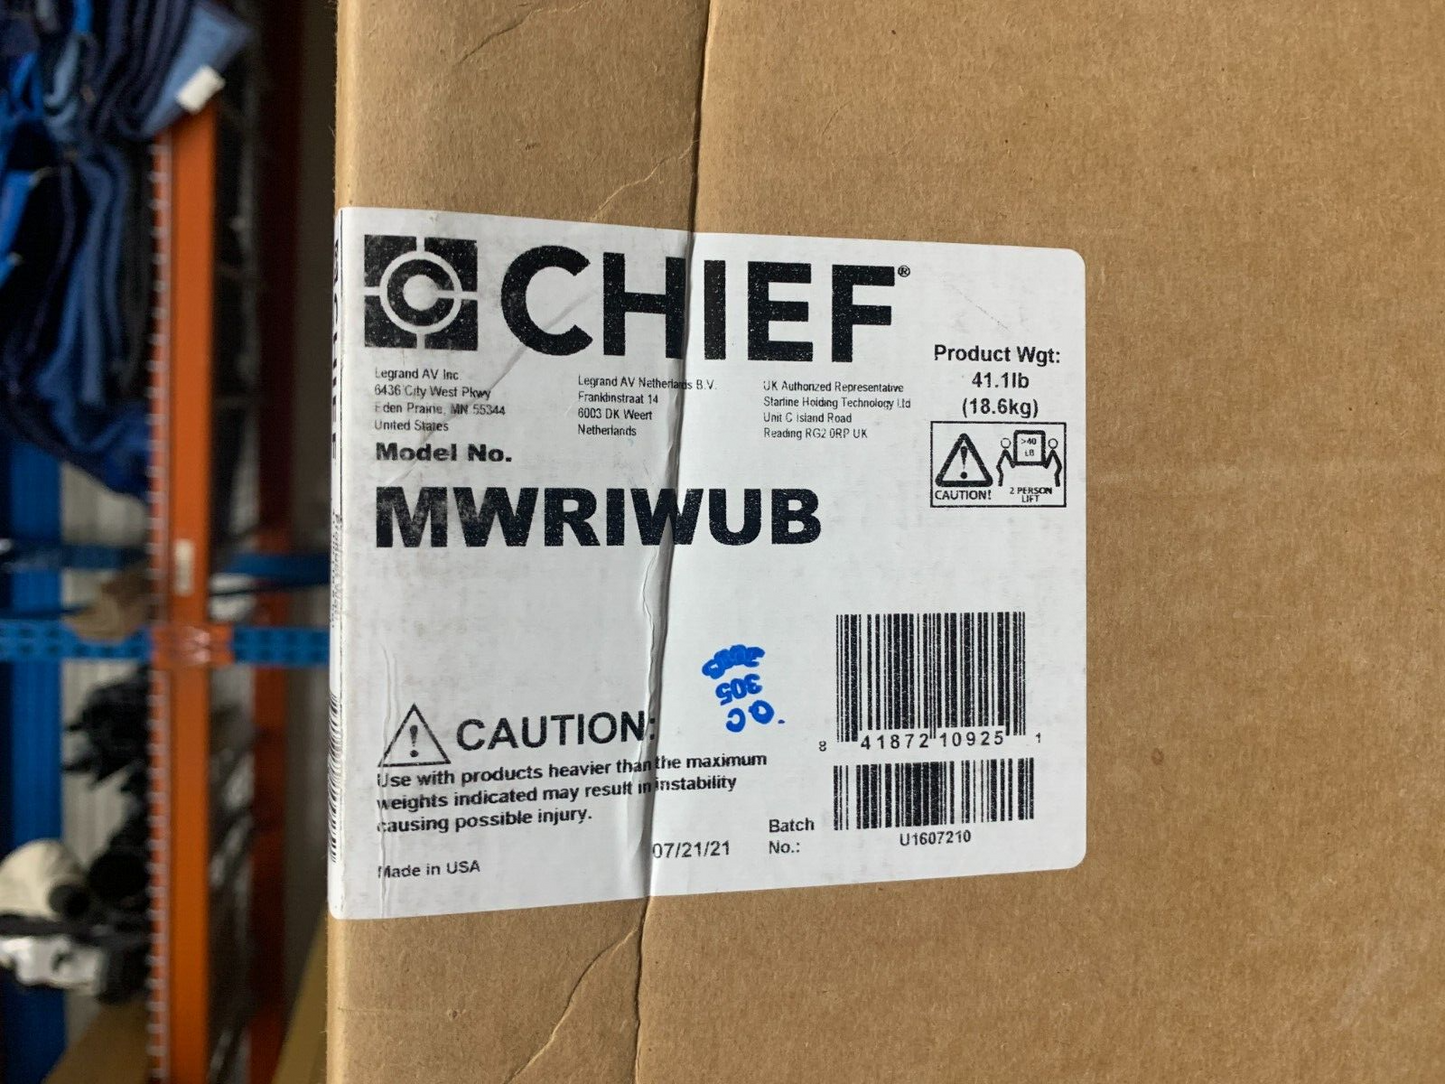 CHIEF®
Legrand AV Inc
6436 City West Pkwy
Eden Prairie, MN 55344
United States
Legrand AV Netherlands B.V.
Franklinstraat 14
6003 DK Weert
Netherlands
UK Authorized Representative
Starline Holding Technology Ltd
Unit C Island Road
Reading RG2 0RP UK
Product Wgt:
41.1lb
(18.6kg)
>40
LB
CAUTION!
2 PERSON
LIFT
Model No.
MWRIWUB
QC
305
CAUTION:
Use with products heavier than the maximum
weights indicated may result in instability
causing possible injury.
8 41872 10925 1
Made in USA
07/21/21
Batch
No.:
U1607210